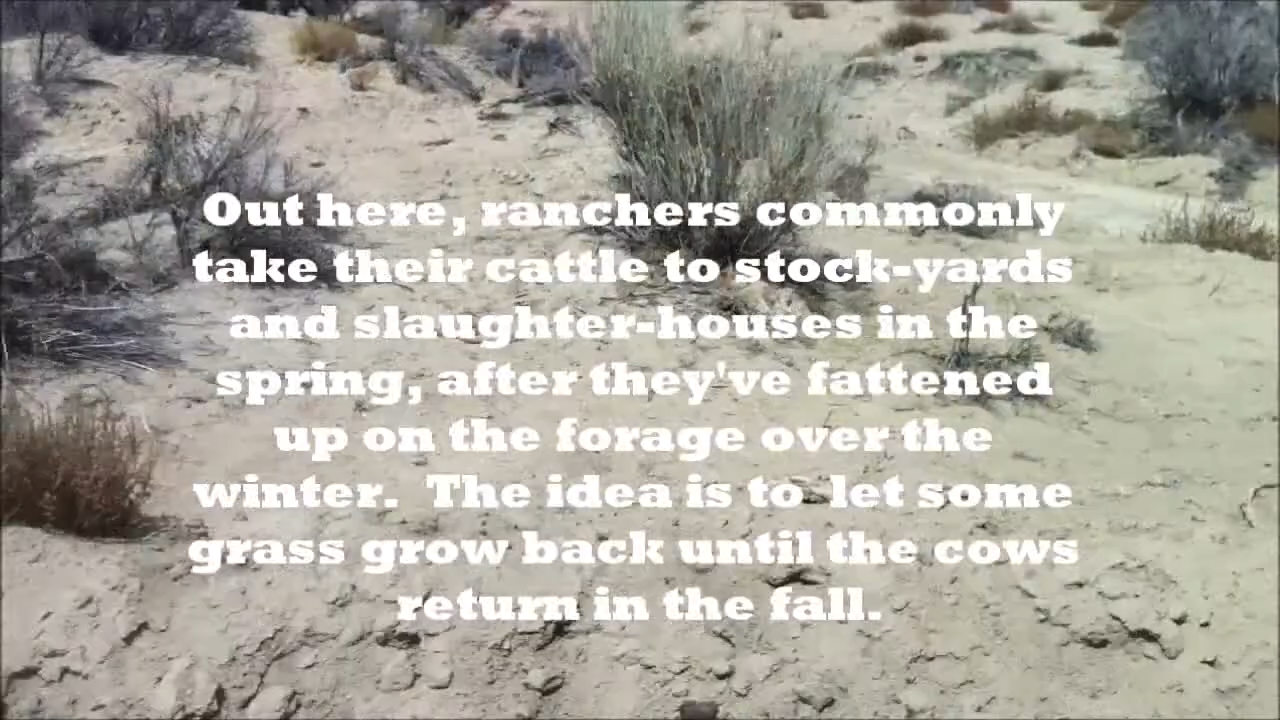 Out here, ranchers commonly
take their cattle to stock-yards
and slaughter-houses in the
spring, after they've fattened
up on the forage over the
winter.  The idea is to  let some
grass grow back until the cows
return in the fall.